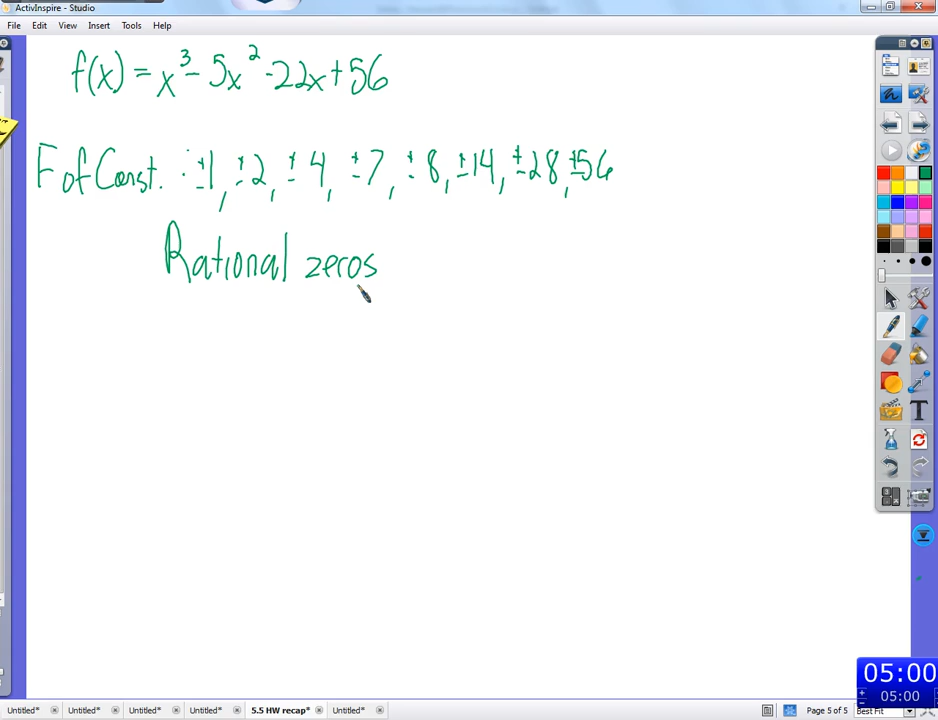 ActivInspire - Studio
File Edit View Insert Tools Help
f(x) = x³ - 5x² - 22x + 56
F of Const. : ±1, ±2, ±4, ±7, ±8, ±14, ±28, ±56
Rational zeros
T
05:00
05:00
Untitled* Untitled* Untitled* Untitled* 5.5 HW recap* Untitled* Page 5 of 5 Best Fit